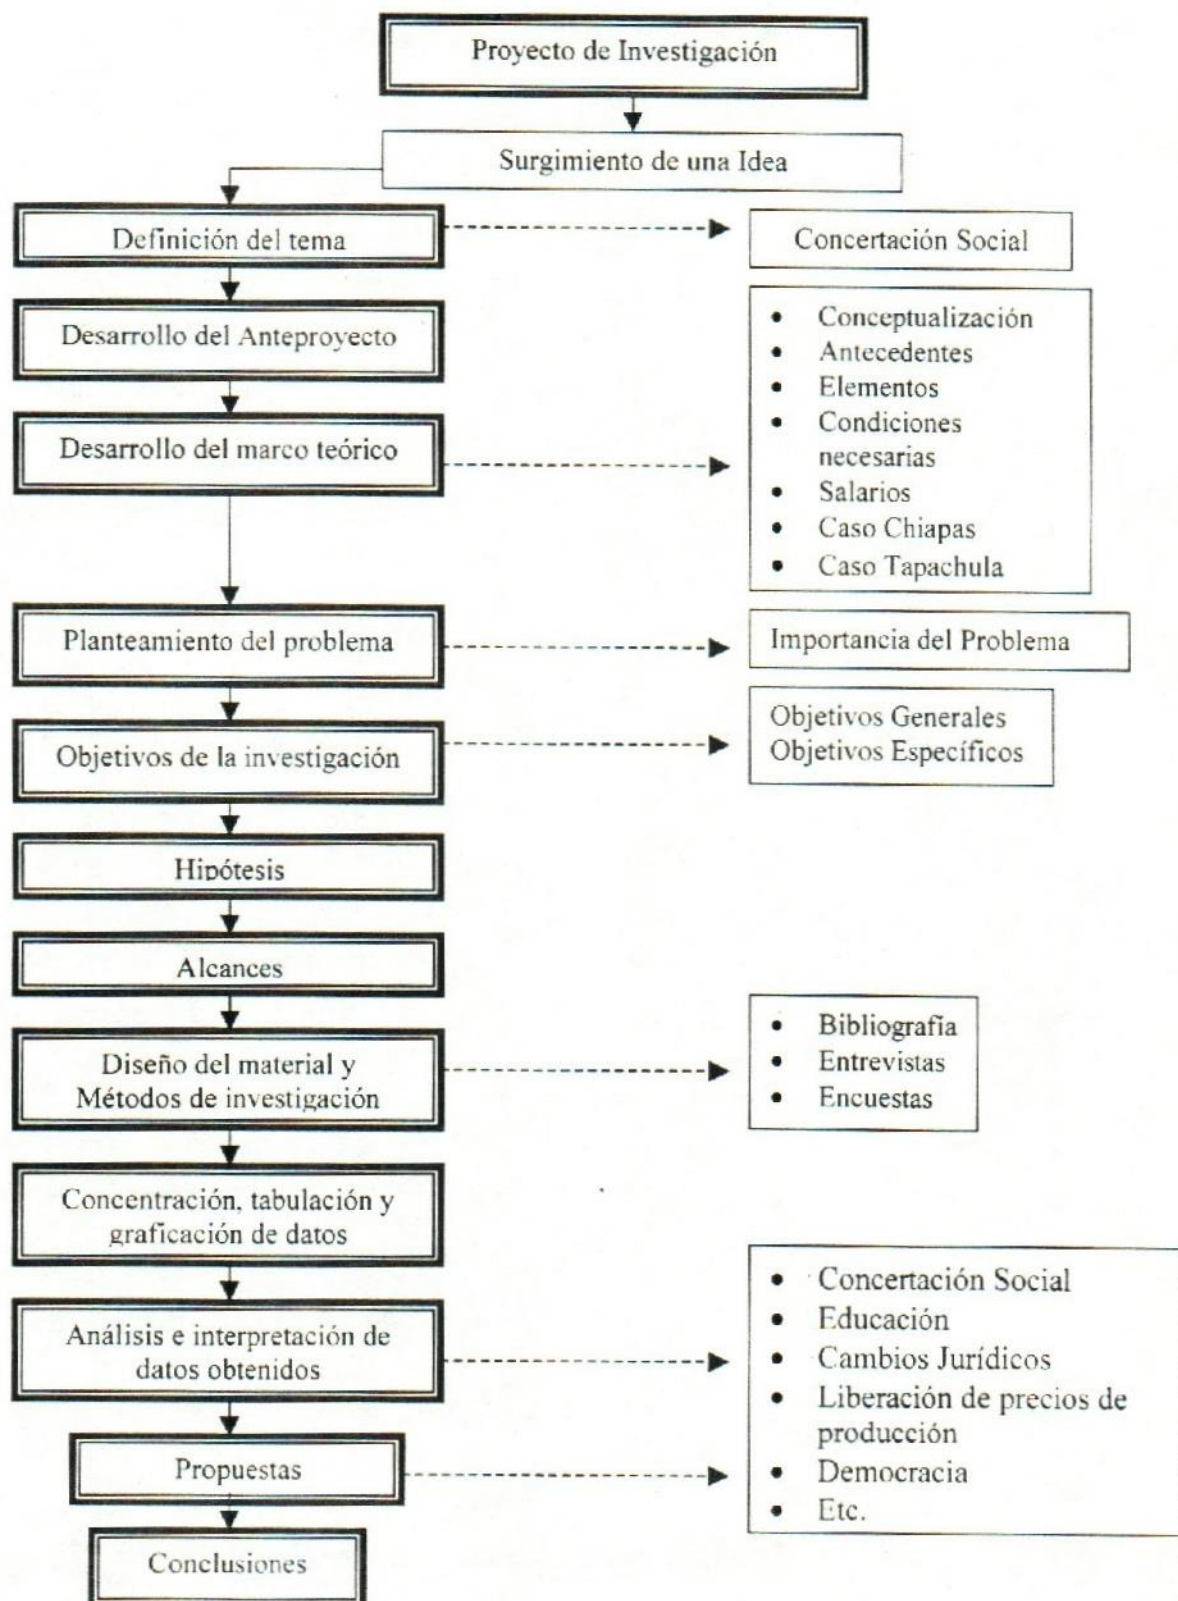 Proyecto de Investigación
Surgimiento de una Idea
Definición del tema
Concertación Social
Desarrollo del Anteproyecto
Desarrollo del marco teórico
• Conceptualización
• Antecedentes
• Elementos
• Condiciones
necesarias
• Salarios
• Caso Chiapas
• Caso Tapachula
Planteamiento del problema
Importancia del Problema
Objetivos de la investigación
Objetivos Generales
Objetivos Específicos
Hipótesis
Alcances
Diseño del material y
Métodos de investigación
• Bibliografía
• Entrevistas
• Encuestas
Concentración, tabulación y
graficación de datos
Análisis e interpretación de
datos obtenidos
• Concertación Social
• Educación
• Cambios Jurídicos
• Liberación de precios de
producción
• Democracia
• Etc.
Propuestas
Conclusiones